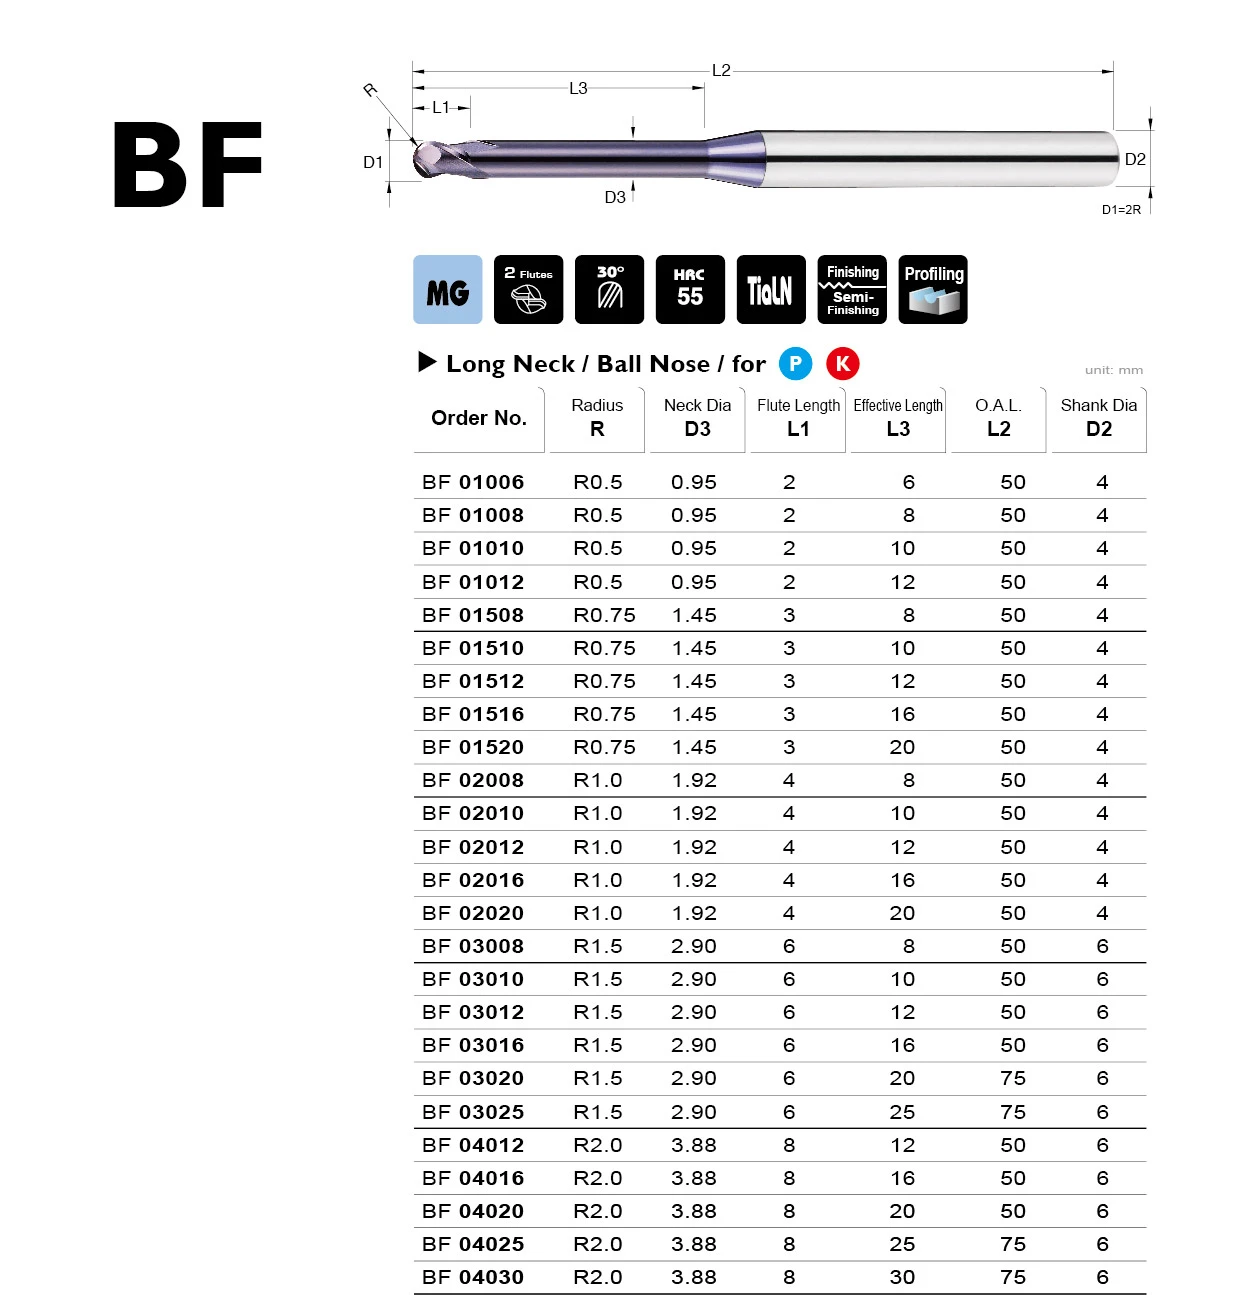 BF
L2
L3
R
L1
D1
D2
D3
D1=2R
MG
2 Flutes
30°
HRC
55
TiaLN
Finishing
Semi-
Finishing
Profiling
Long Neck / Ball Nose / for P K
unit: mm
Order No. Radius Neck Dia Flute Length Effective Length O.A.L. Shank Dia
R D3 L1 L3 L2 D2
BF 01006 R0.5 0.95 2 6 50 4
BF 01008 R0.5 0.95 2 8 50 4
BF 01010 R0.5 0.95 2 10 50 4
BF 01012 R0.5 0.95 2 12 50 4
BF 01508 R0.75 1.45 3 8 50 4
BF 01510 R0.75 1.45 3 10 50 4
BF 01512 R0.75 1.45 3 12 50 4
BF 01516 R0.75 1.45 3 16 50 4
BF 01520 R0.75 1.45 3 20 50 4
BF 02008 R1.0 1.92 4 8 50 4
BF 02010 R1.0 1.92 4 10 50 4
BF 02012 R1.0 1.92 4 12 50 4
BF 02016 R1.0 1.92 4 16 50 4
BF 02020 R1.0 1.92 4 20 50 4
BF 03008 R1.5 2.90 6 8 50 6
BF 03010 R1.5 2.90 6 10 50 6
BF 03012 R1.5 2.90 6 12 50 6
BF 03016 R1.5 2.90 6 16 50 6
BF 03020 R1.5 2.90 6 20 75 6
BF 03025 R1.5 2.90 6 25 75 6
BF 04012 R2.0 3.88 8 12 50 6
BF 04016 R2.0 3.88 8 16 50 6
BF 04020 R2.0 3.88 8 20 50 6
BF 04025 R2.0 3.88 8 25 75 6
BF 04030 R2.0 3.88 8 30 75 6